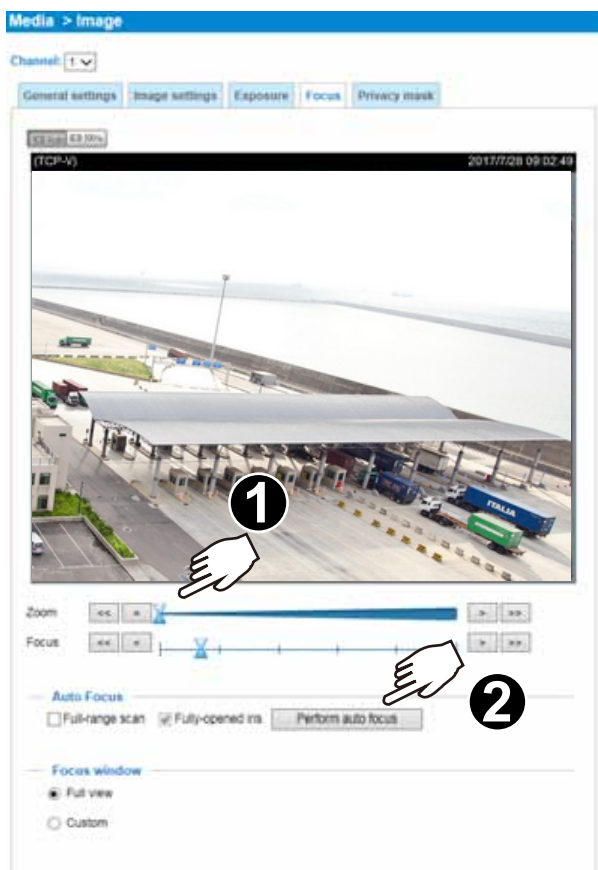 Media > Image
Channel: 1
General settings Image settings Exposure Focus Privacy mask
(TCP-V) 2017/7/28 09:02:49
ITALIA
1
Zoom << < > >>
Focus << < > >>
2
Auto Focus
Full-range scan Fully-opened iris Perform auto focus
Focus window
Full view
Custom